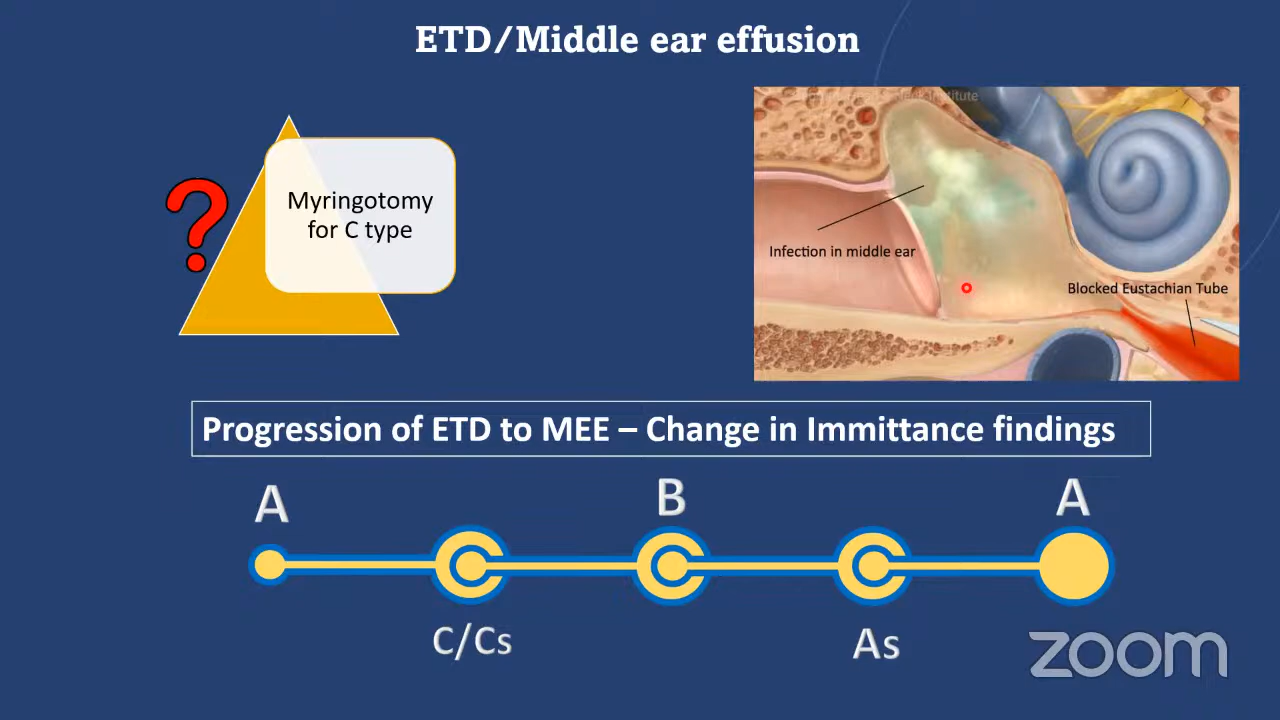 ETD/Middle ear effusion
Myringotomy
for C type
Infection in middle ear
Blocked Eustachian Tube
Progression of ETD to MEE – Change in Immittance findings
A
B
A
C/Cs
As
zoom